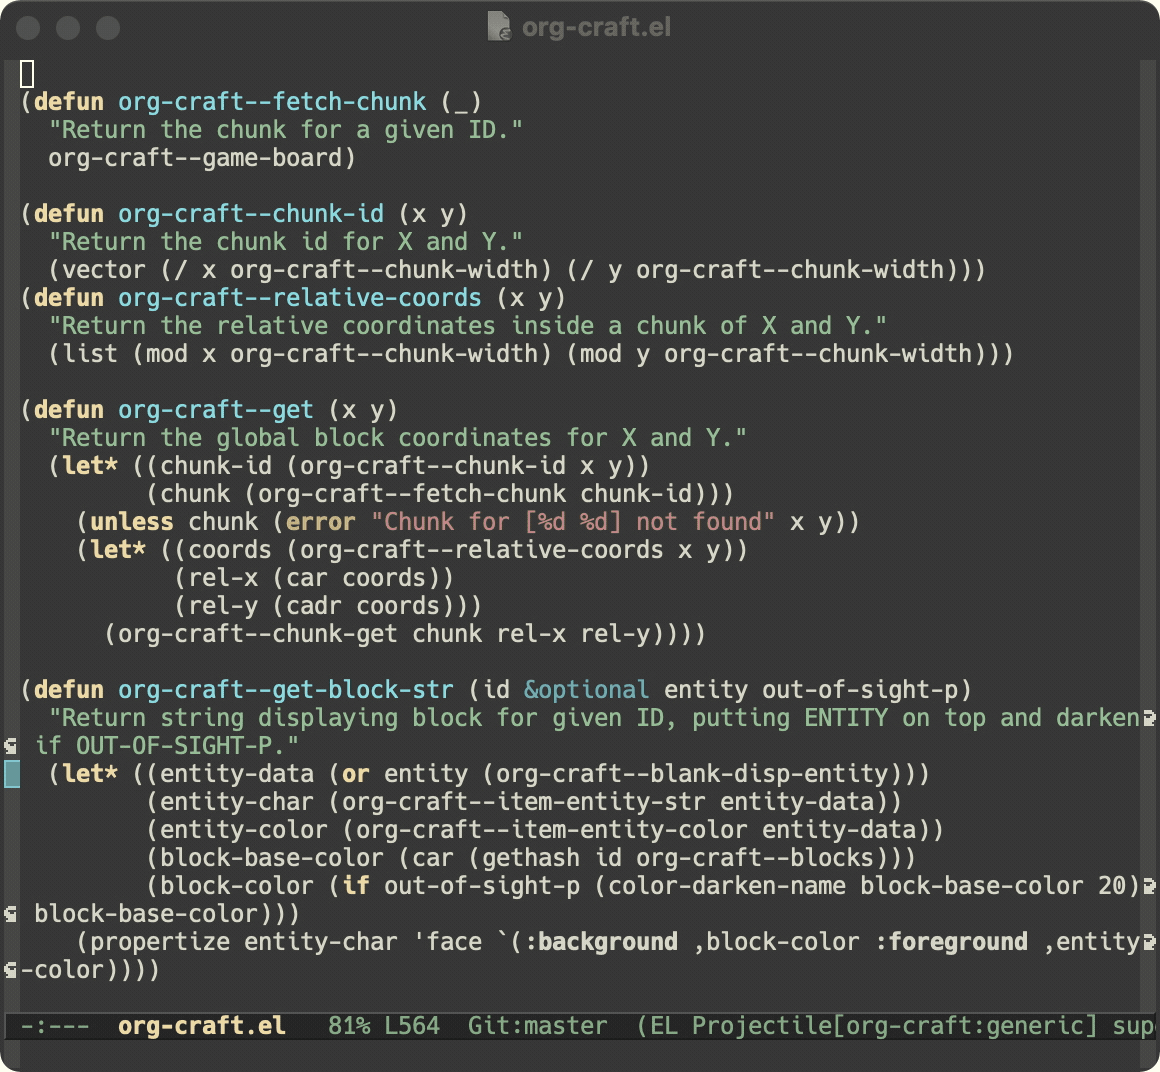 org-craft.el
(defun org-craft--fetch-chunk (_)
  "Return the chunk for a given ID."
  org-craft--game-board)

(defun org-craft--chunk-id (x y)
  "Return the chunk id for X and Y."
  (vector (/ x org-craft--chunk-width) (/ y org-craft--chunk-width)))
(defun org-craft--relative-coords (x y)
  "Return the relative coordinates inside a chunk of X and Y."
  (list (mod x org-craft--chunk-width) (mod y org-craft--chunk-width)))

(defun org-craft--get (x y)
  "Return the global block coordinates for X and Y."
  (let* ((chunk-id (org-craft--chunk-id x y))
         (chunk (org-craft--fetch-chunk chunk-id)))
    (unless chunk (error "Chunk for [%d %d] not found" x y))
    (let* ((coords (org-craft--relative-coords x y))
           (rel-x (car coords))
           (rel-y (cadr coords)))
      (org-craft--chunk-get chunk rel-x rel-y))))

(defun org-craft--get-block-str (id &optional entity out-of-sight-p)
  "Return string displaying block for given ID, putting ENTITY on top and darken
 if OUT-OF-SIGHT-P."
  (let* ((entity-data (or entity (org-craft--blank-disp-entity)))
         (entity-char (org-craft--item-entity-str entity-data))
         (entity-color (org-craft--item-entity-color entity-data))
         (block-base-color (car (gethash id org-craft--blocks)))
         (block-color (if out-of-sight-p (color-darken-name block-base-color 20)
 block-base-color)))
    (propertize entity-char 'face `(:background ,block-color :foreground ,entity
-color))))
-:---  org-craft.el   81% L564  Git:master  (EL Projectile[org-craft:generic] sup